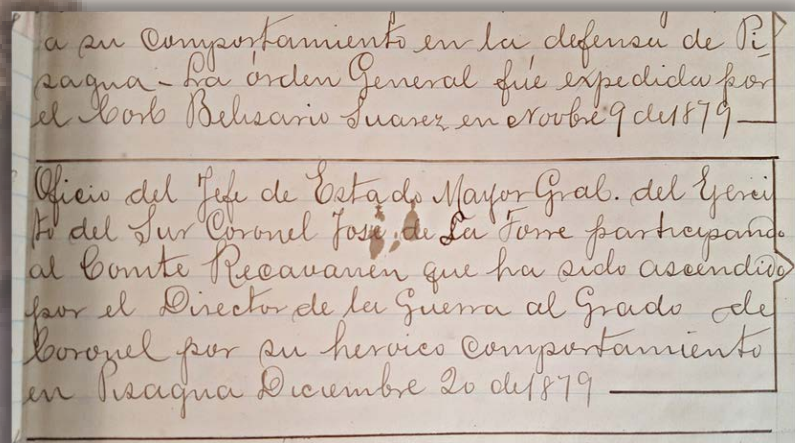 a su comportamiento en la defensa de Pi_
sagua - La órden General fué expedida por
el Corl Belisario Suarez en Novbre 9 de 1879
Oficio del Jefe de Estado Mayor Gral. del Ejerci
to del Sur Coronel José de La Torre participando
al Comte Recavarren que ha sido ascendido
por el Director de la Guerra al Grado de
Coronel por su heroico comportamiento
en Pisagua Diciembre 20 de 1879